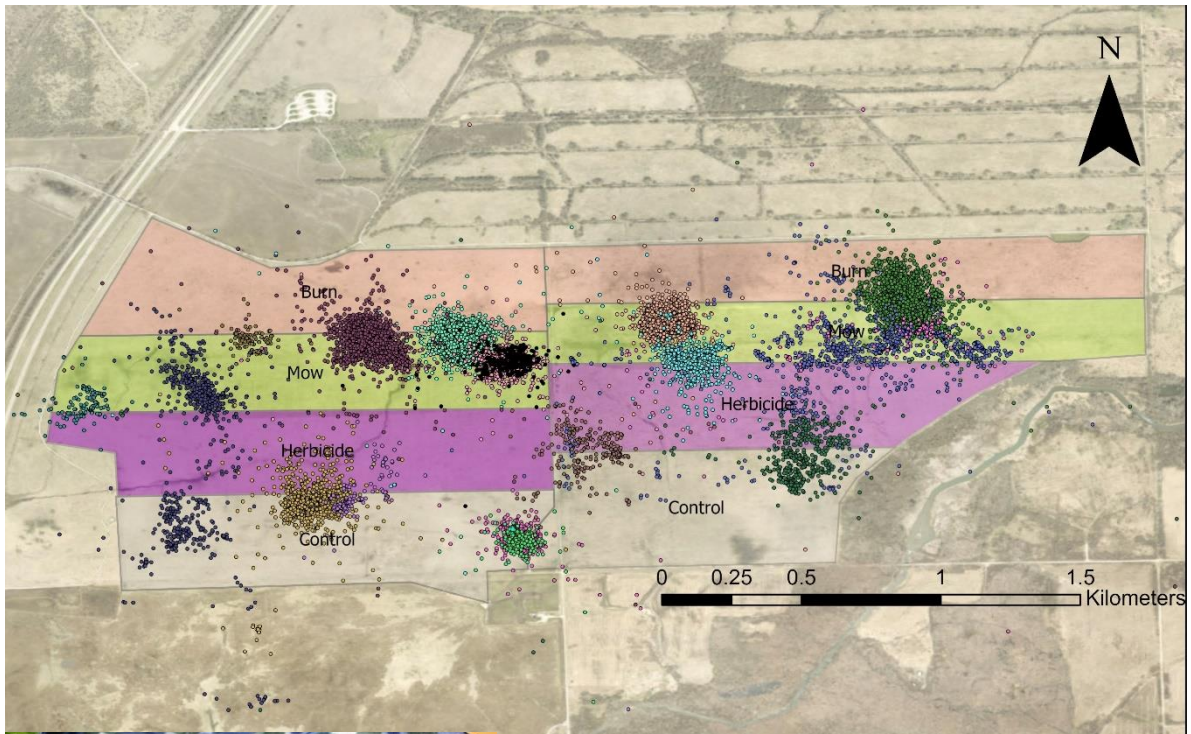 N
Burn
Burn
Mow
Mow
Herbicide
Herbicide
Control
Control
0 0.25 0.5 1 1.5
Kilometers